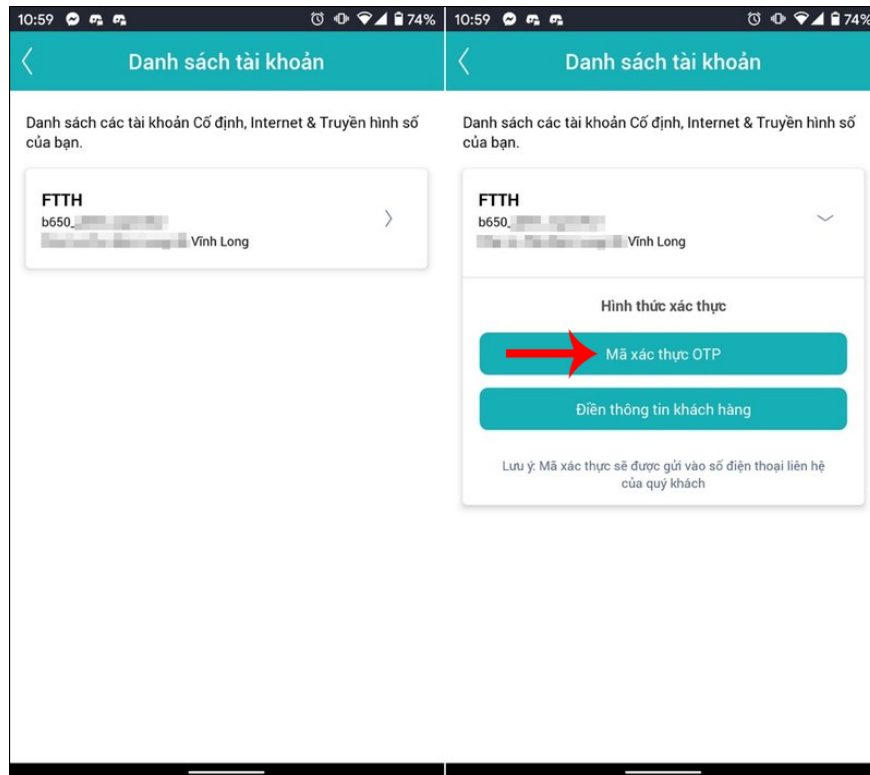 10:59
74%
Danh sách tài khoản
Danh sách các tài khoản Cố định, Internet & Truyền hình số
của bạn.
FTTH
b650_
Vĩnh Long
10:59
74%
Danh sách tài khoản
Danh sách các tài khoản Cố định, Internet & Truyền hình số
của bạn.
FTTH
b650_
Vĩnh Long
Hình thức xác thực
Mã xác thực OTP
Điền thông tin khách hàng
Lưu ý: Mã xác thực sẽ được gửi vào số điện thoại liên hệ
của quý khách